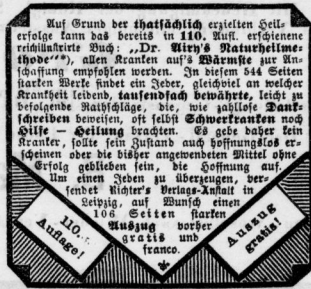 Auf Grund der thatsächlich erzielten Heil-
erfolge kann das bereits in 110. Aufl. erschienene
reichillustrirte Buch: „Dr. Airy's Naturheilme-
thode"*), allen Kranken auf's Wärmste zur An-
schaffung empfohlen werden. In diesem 544 Seiten
starken Werke findet ein Jeder, gleichviel an welcher
Krankheit leidend, tausendfach bewährte, leicht zu
befolgende Rathschläge, die, wie zahllose Dank-
schreiben beweisen, oft selbst Schwerkranken noch
Hilfe — Heilung brachten. Es gebe daher kein
Kranker, sollte sein Zustand auch hoffnungslos er-
scheinen oder die bisher angewendeten Mittel ohne
Erfolg geblieben sein, die Hoffnung auf.
Um einen Jeden zu überzeugen, ver-
sendet Richter's Verlags-Anstalt in
Leipzig, auf Wunsch einen
106 Seiten starken
Auszug vorher
gratis und
franco.
110.
Auflage!
Auszug
gratis!